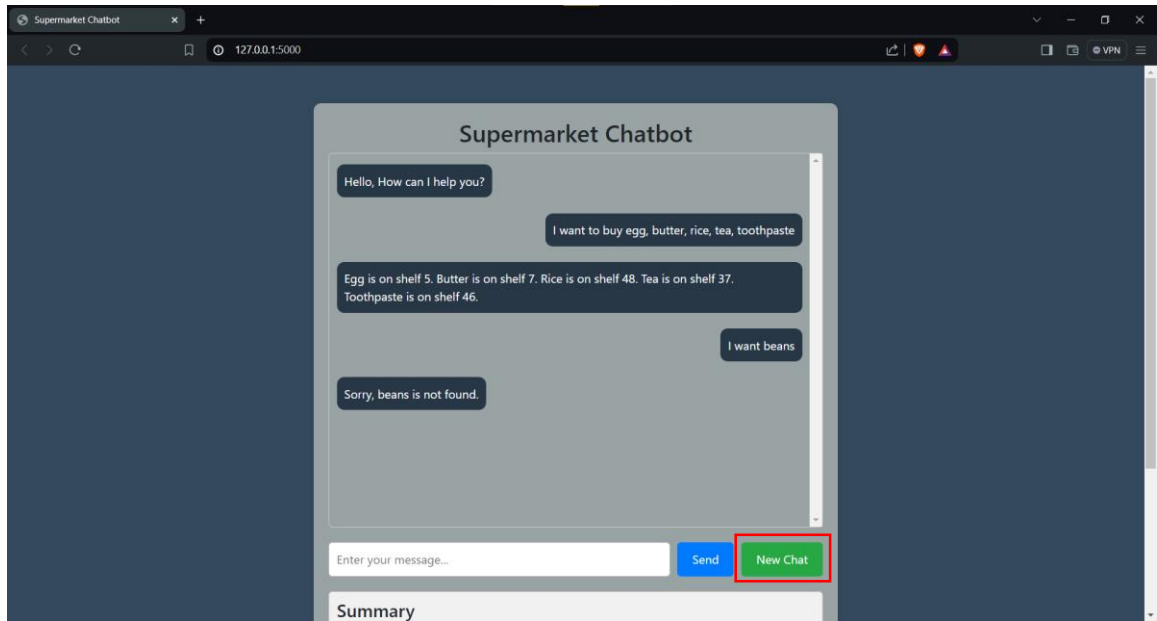 Supermarket Chatbot
127.0.0.1:5000
VPN
Supermarket Chatbot
Hello, How can I help you?
I want to buy egg, butter, rice, tea, toothpaste
Egg is on shelf 5. Butter is on shelf 7. Rice is on shelf 48. Tea is on shelf 37.
Toothpaste is on shelf 46.
I want beans
Sorry, beans is not found.
Enter your message...
Send
New Chat
Summary